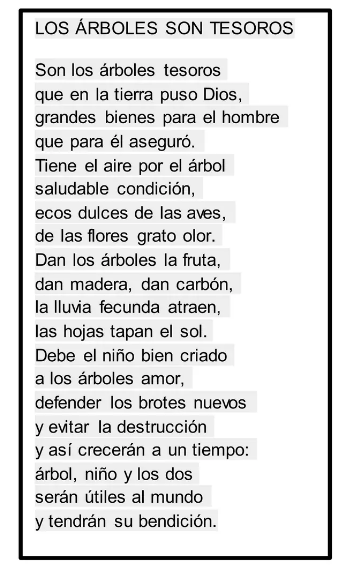 LOS ÁRBOLES SON TESOROS
Son los árboles tesoros
que en la tierra puso Dios,
grandes bienes para el hombre
que para él aseguró.
Tiene el aire por el árbol
saludable condición,
ecos dulces de las aves,
de las flores grato olor.
Dan los árboles la fruta,
dan madera, dan carbón,
la lluvia fecunda atraen,
las hojas tapan el sol.
Debe el niño bien criado
a los árboles amor,
defender los brotes nuevos
y evitar la destrucción
y así crecerán a un tiempo:
árbol, niño y los dos
serán útiles al mundo
y tendrán su bendición.